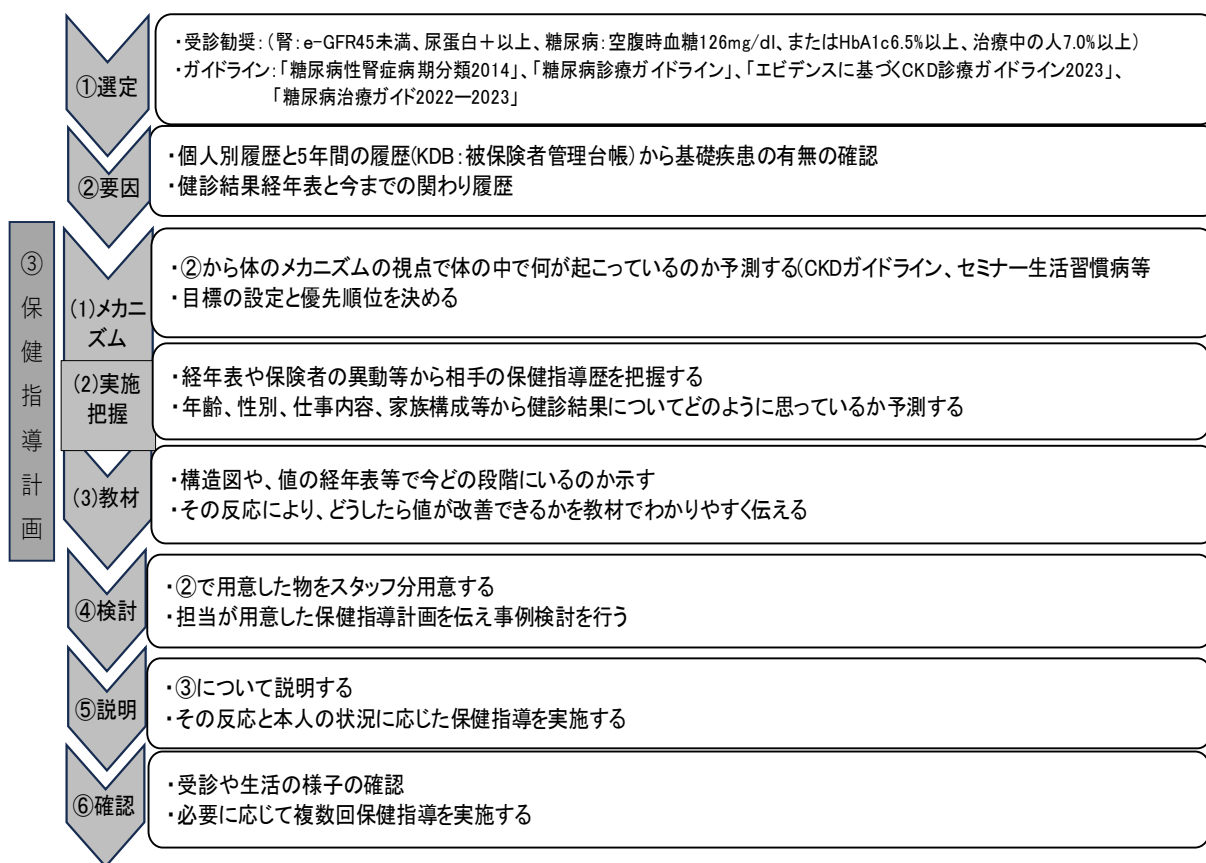 ①選定
・受診勧奨:(腎:e-GFR45未満、尿蛋白+以上、糖尿病:空腹時血糖126mg/dl、またはHbA1c6.5%以上、治療中の人7.0%以上)
・ガイドライン:「糖尿病性腎症病期分類2014」、「糖尿病診療ガイドライン」、「エビデンスに基づくCKD診療ガイドライン2023」、
「糖尿病治療ガイド2022ー2023」
②要因
・個人別履歴と5年間の履歴(KDB:被保険者管理台帳)から基礎疾患の有無の確認
・健診結果経年表と今までの関わり履歴
③保健指導計画
(1)メカニ
ズム
・②から体のメカニズムの視点で体の中で何が起こっているのか予測する(CKDガイドライン、セミナー生活習慣病等
・目標の設定と優先順位を決める
(2)実施
把握
・経年表や保険者の異動等から相手の保健指導歴を把握する
・年齢、性別、仕事内容、家族構成等から健診結果についてどのように思っているか予測する
(3)教材
・構造図や、値の経年表等で今どの段階にいるのか示す
・その反応により、どうしたら値が改善できるかを教材でわかりやすく伝える
④検討
・②で用意した物をスタッフ分用意する
・担当が用意した保健指導計画を伝え事例検討を行う
⑤説明
・③について説明する
・その反応と本人の状況に応じた保健指導を実施する
⑥確認
・受診や生活の様子の確認
・必要に応じて複数回保健指導を実施する